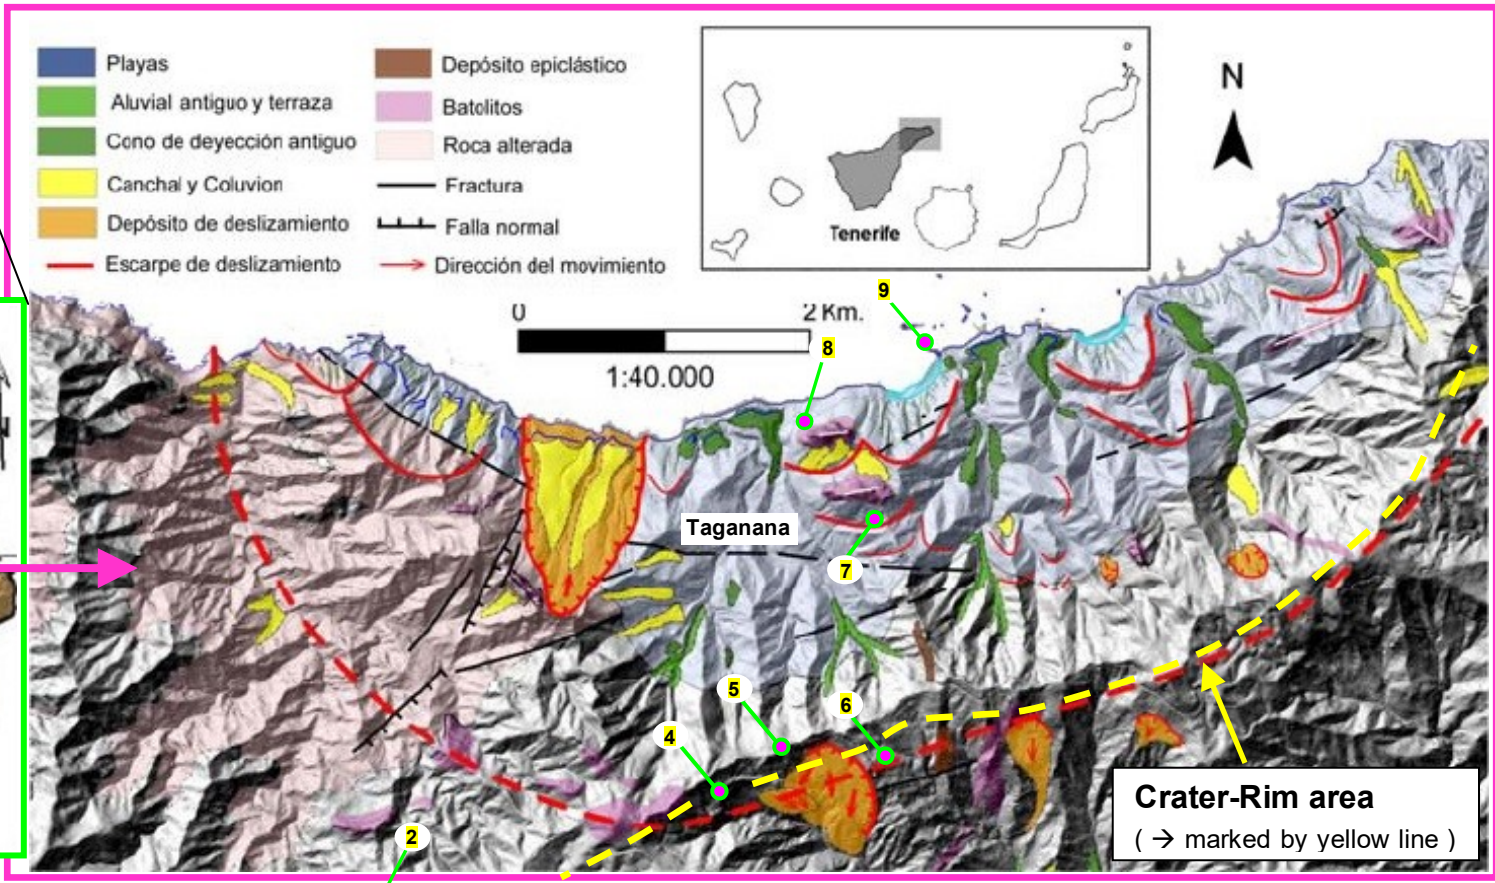 Playas
Aluvial antiguo y terraza
Cono de deyección antiguo
Canchal y Coluvion
Depósito de deslizamiento
Escarpe de deslizamiento
Depósito epiclástico
Batolitos
Roca alterada
Fractura
Falla normal
Dirección del movimiento
Tenerife
N
0 2 Km.
1:40.000
9
8
Taganana
7
5
6
4
2
Crater-Rim area
( → marked by yellow line )